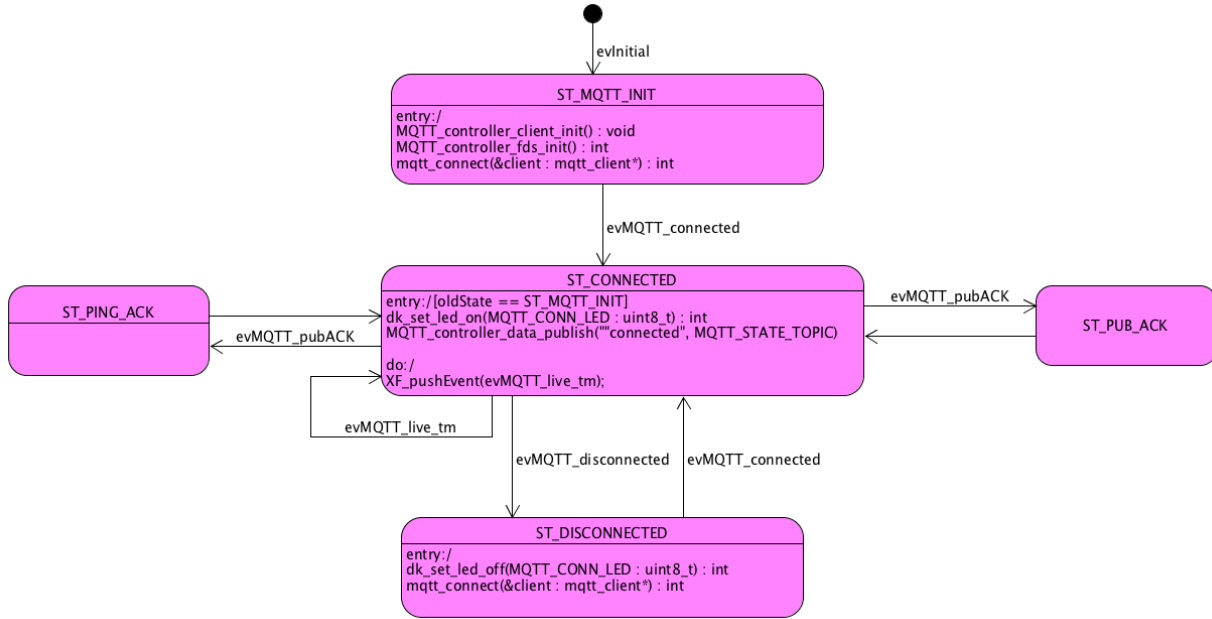 evInitial
ST_MQTT_INIT
entry:/
MQTT_controller_client_init() : void
MQTT_controller_fds_init() : int
mqtt_connect(&client : mqtt_client*) : int
evMQTT_connected
ST_PING_ACK
evMQTT_pubACK
ST_CONNECTED
entry:/[oldState == ST_MQTT_INIT]
dk_set_led_on(MQTT_CONN_LED : uint8_t) : int
MQTT_controller_data_publish(""connected", MQTT_STATE_TOPIC)
do:/
XF_pushEvent(evMQTT_live_tm);
evMQTT_pubACK
ST_PUB_ACK
evMQTT_live_tm
evMQTT_disconnected
evMQTT_connected
ST_DISCONNECTED
entry:/
dk_set_led_off(MQTT_CONN_LED : uint8_t) : int
mqtt_connect(&client : mqtt_client*) : int